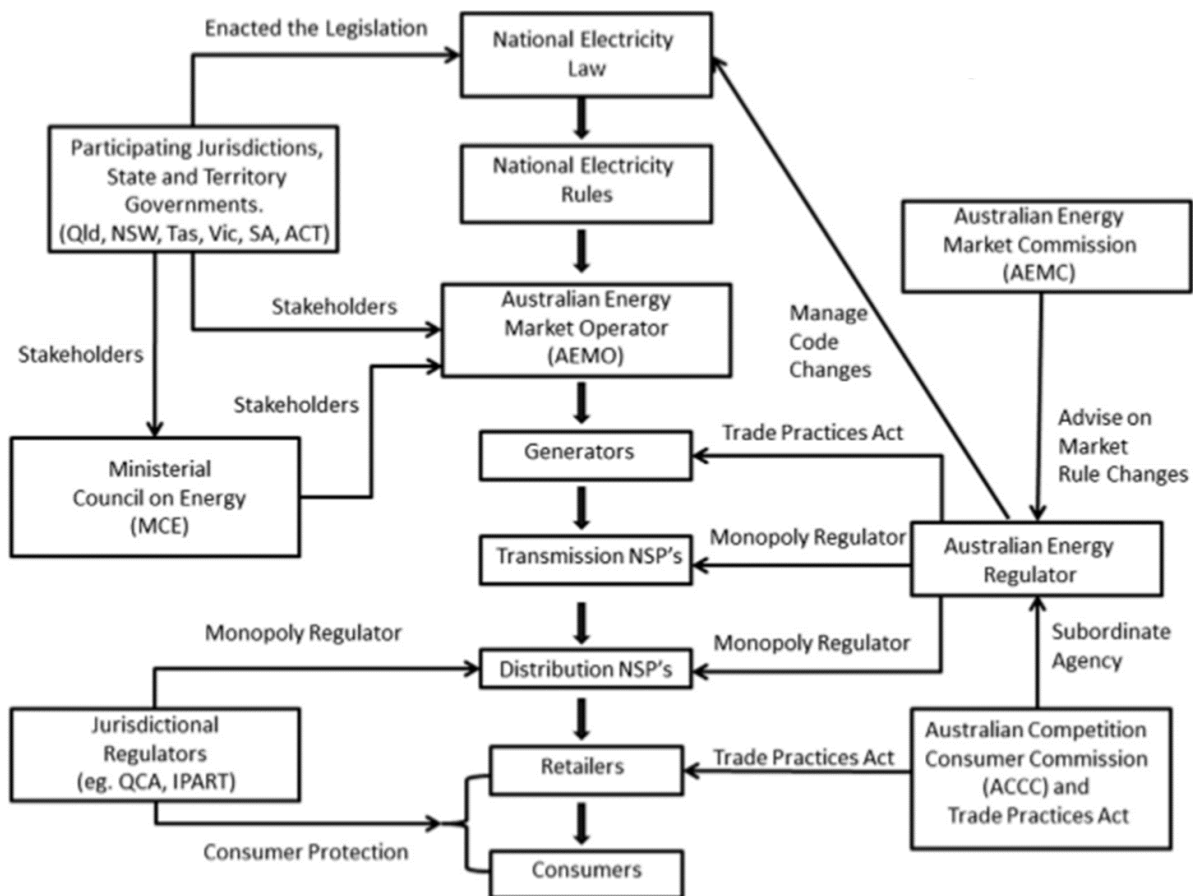 Enacted the Legislation
National Electricity
Law
Participating Jurisdictions,
State and Territory
Governments.
(Qld, NSW, Tas, Vic, SA, ACT)
National Electricity
Rules
Australian Energy
Market Commission
(AEMC)
Stakeholders
Australian Energy
Market Operator
(AEMO)
Manage
Code
Changes
Stakeholders
Stakeholders
Advise on
Market
Rule Changes
Trade Practices Act
Generators
Ministerial
Council on Energy
(MCE)
Monopoly Regulator
Transmission NSP's
Australian Energy
Regulator
Monopoly Regulator
Monopoly Regulator
Subordinate
Agency
Distribution NSP's
Jurisdictional
Regulators
(eg. QCA, IPART)
Retailers
Trade Practices Act
Australian Competition
Consumer Commission
(ACCC) and
Trade Practices Act
Consumer Protection
Consumers